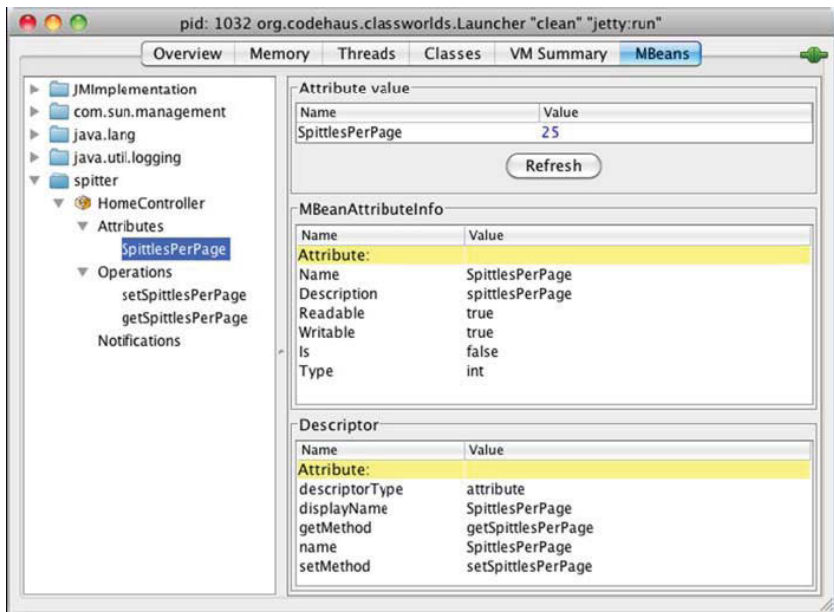 pid: 1032 org.codehaus.classworlds.Launcher "clean" "jetty:run"
Overview Memory Threads Classes VM Summary MBeans
JMImplementation
com.sun.management
java.lang
java.util.logging
spitter
HomeController
Attributes
SpittlesPerPage
Operations
setSpittlesPerPage
getSpittlesPerPage
Notifications
Attribute value
Name Value
SpittlesPerPage 25
Refresh
MBeanAttributeInfo
Name Value
Attribute:
Name SpittlesPerPage
Description spittlesPerPage
Readable true
Writable true
Is false
Type int
Descriptor
Name Value
Attribute:
descriptorType attribute
displayName SpittlesPerPage
getMethod getSpittlesPerPage
name SpittlesPerPage
setMethod setSpittlesPerPage